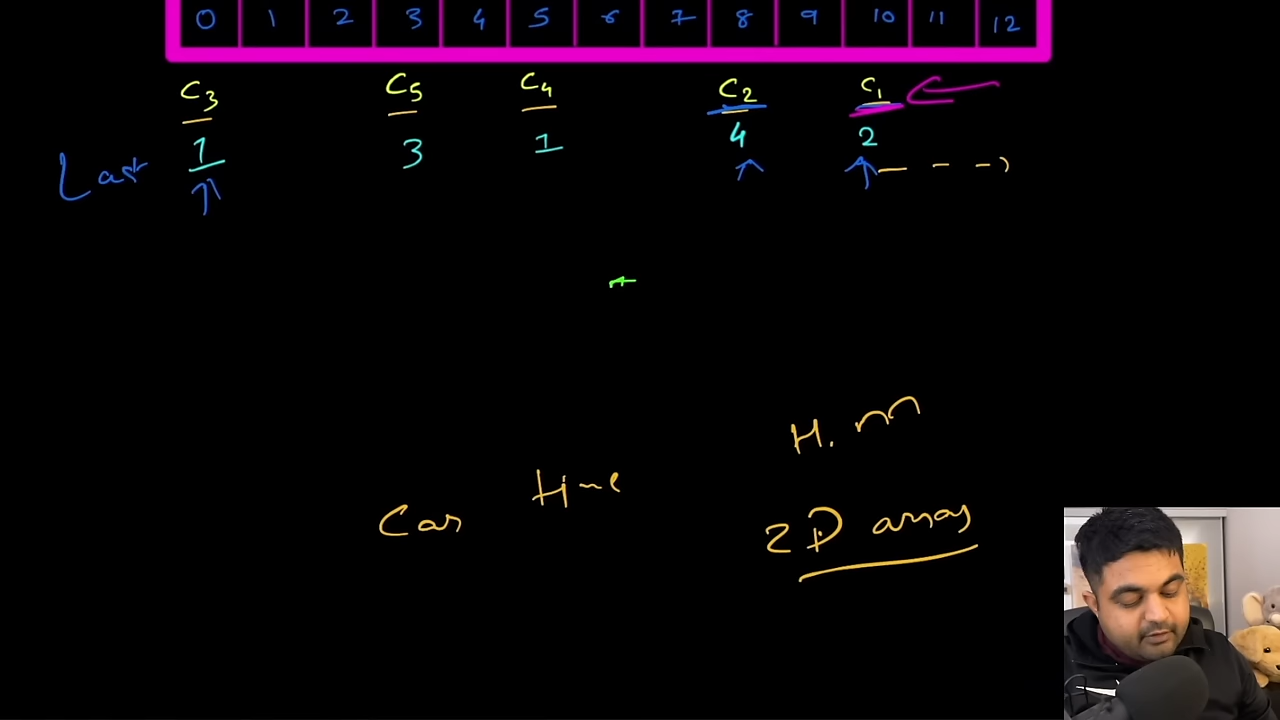 0 1 2 3 4 5 6 7 8 9 10 11 12
C3 C5 C4 C2 C1
1 3 1 4 2
Last
H.m
Car time
2D array